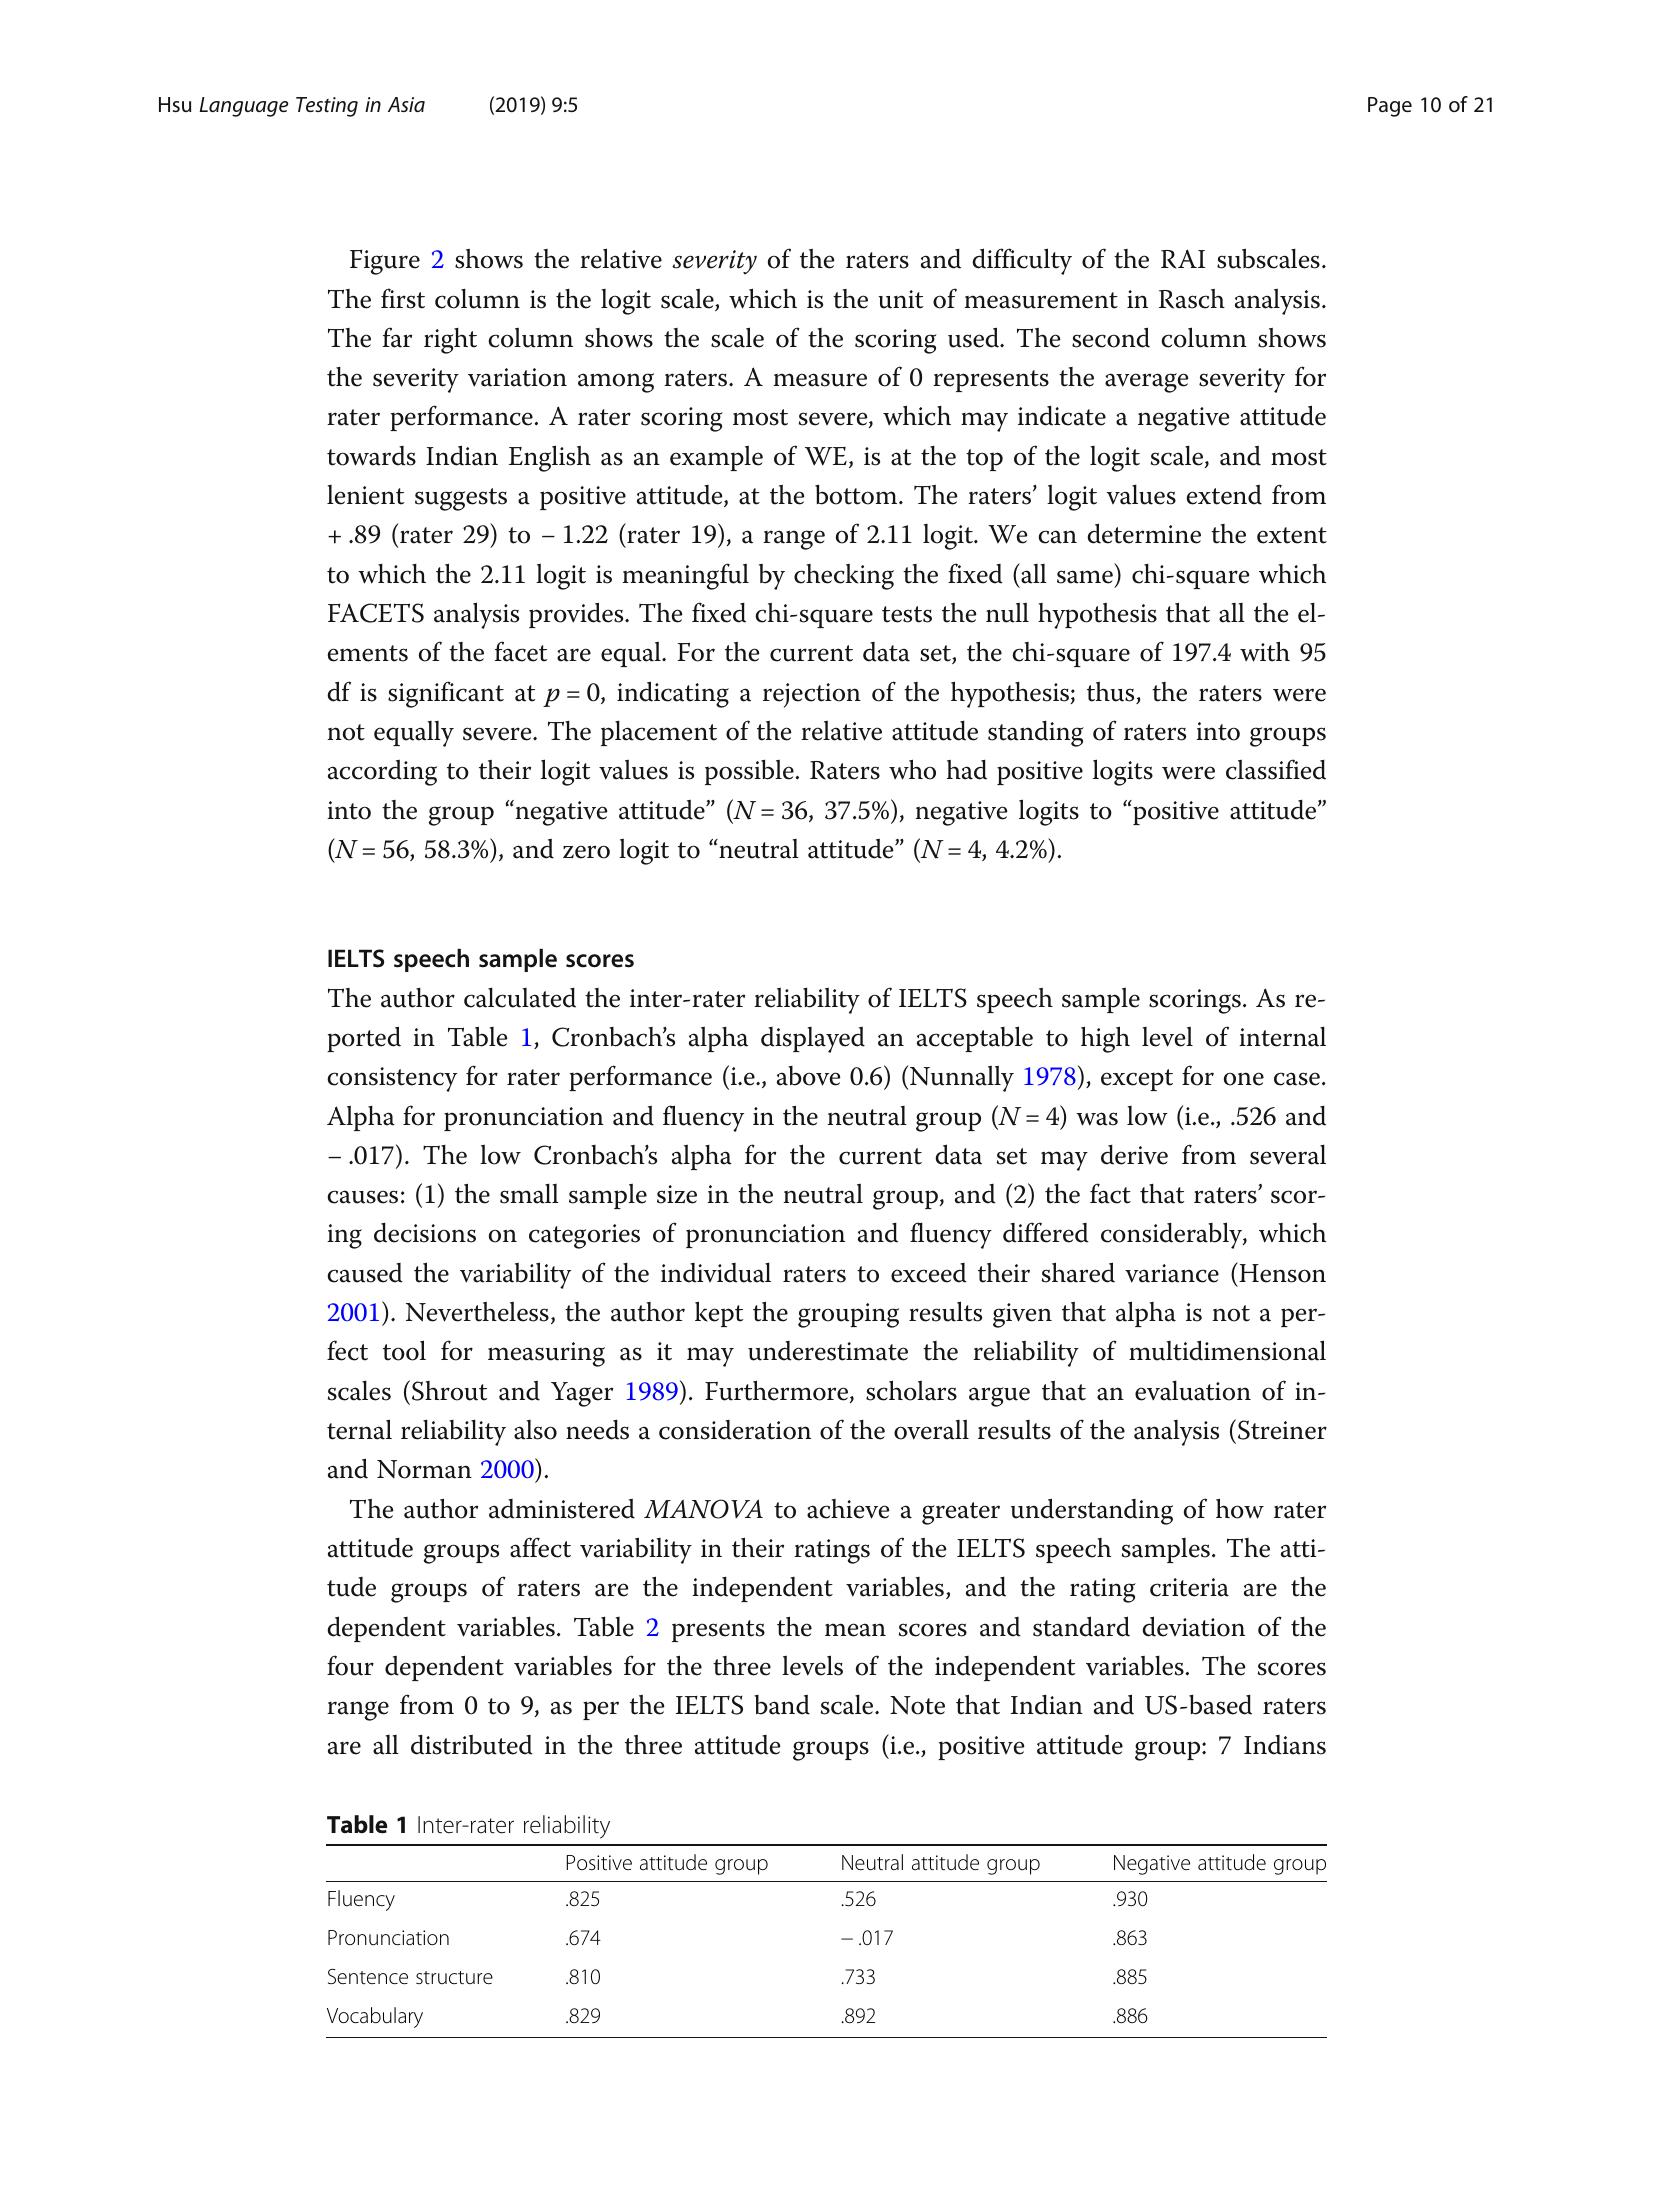 Hsu Language Testing in Asia (2019) 9:5 Page 10 of 21
Figure 2 shows the relative severity of the raters and difficulty of the RAI subscales.
The first column is the logit scale, which is the unit of measurement in Rasch analysis.
The far right column shows the scale of the scoring used. The second column shows
the severity variation among raters. A measure of 0 represents the average severity for
rater performance. A rater scoring most severe, which may indicate a negative attitude
towards Indian English as an example of WE, is at the top of the logit scale, and most
lenient suggests a positive attitude, at the bottom. The raters’ logit values extend from
+ .89 (rater 29) to – 1.22 (rater 19), a range of 2.11 logit. We can determine the extent
to which the 2.11 logit is meaningful by checking the fixed (all same) chi-square which
FACETS analysis provides. The fixed chi-square tests the null hypothesis that all the el-
ements of the facet are equal. For the current data set, the chi-square of 197.4 with 95
df is significant at p = 0, indicating a rejection of the hypothesis; thus, the raters were
not equally severe. The placement of the relative attitude standing of raters into groups
according to their logit values is possible. Raters who had positive logits were classified
into the group “negative attitude” (N = 36, 37.5%), negative logits to “positive attitude”
(N = 56, 58.3%), and zero logit to “neutral attitude” (N = 4, 4.2%).
IELTS speech sample scores
The author calculated the inter-rater reliability of IELTS speech sample scorings. As re-
ported in Table 1, Cronbach’s alpha displayed an acceptable to high level of internal
consistency for rater performance (i.e., above 0.6) (Nunnally 1978), except for one case.
Alpha for pronunciation and fluency in the neutral group (N = 4) was low (i.e., .526 and
– .017). The low Cronbach’s alpha for the current data set may derive from several
causes: (1) the small sample size in the neutral group, and (2) the fact that raters’ scor-
ing decisions on categories of pronunciation and fluency differed considerably, which
caused the variability of the individual raters to exceed their shared variance (Henson
2001). Nevertheless, the author kept the grouping results given that alpha is not a per-
fect tool for measuring as it may underestimate the reliability of multidimensional
scales (Shrout and Yager 1989). Furthermore, scholars argue that an evaluation of in-
ternal reliability also needs a consideration of the overall results of the analysis (Streiner
and Norman 2000).
The author administered MANOVA to achieve a greater understanding of how rater
attitude groups affect variability in their ratings of the IELTS speech samples. The atti-
tude groups of raters are the independent variables, and the rating criteria are the
dependent variables. Table 2 presents the mean scores and standard deviation of the
four dependent variables for the three levels of the independent variables. The scores
range from 0 to 9, as per the IELTS band scale. Note that Indian and US-based raters
are all distributed in the three attitude groups (i.e., positive attitude group: 7 Indians
Table 1 Inter-rater reliability
Positive attitude group Neutral attitude group Negative attitude group
Fluency .825 .526 .930
Pronunciation .674 – .017 .863
Sentence structure .810 .733 .885
Vocabulary .829 .892 .886